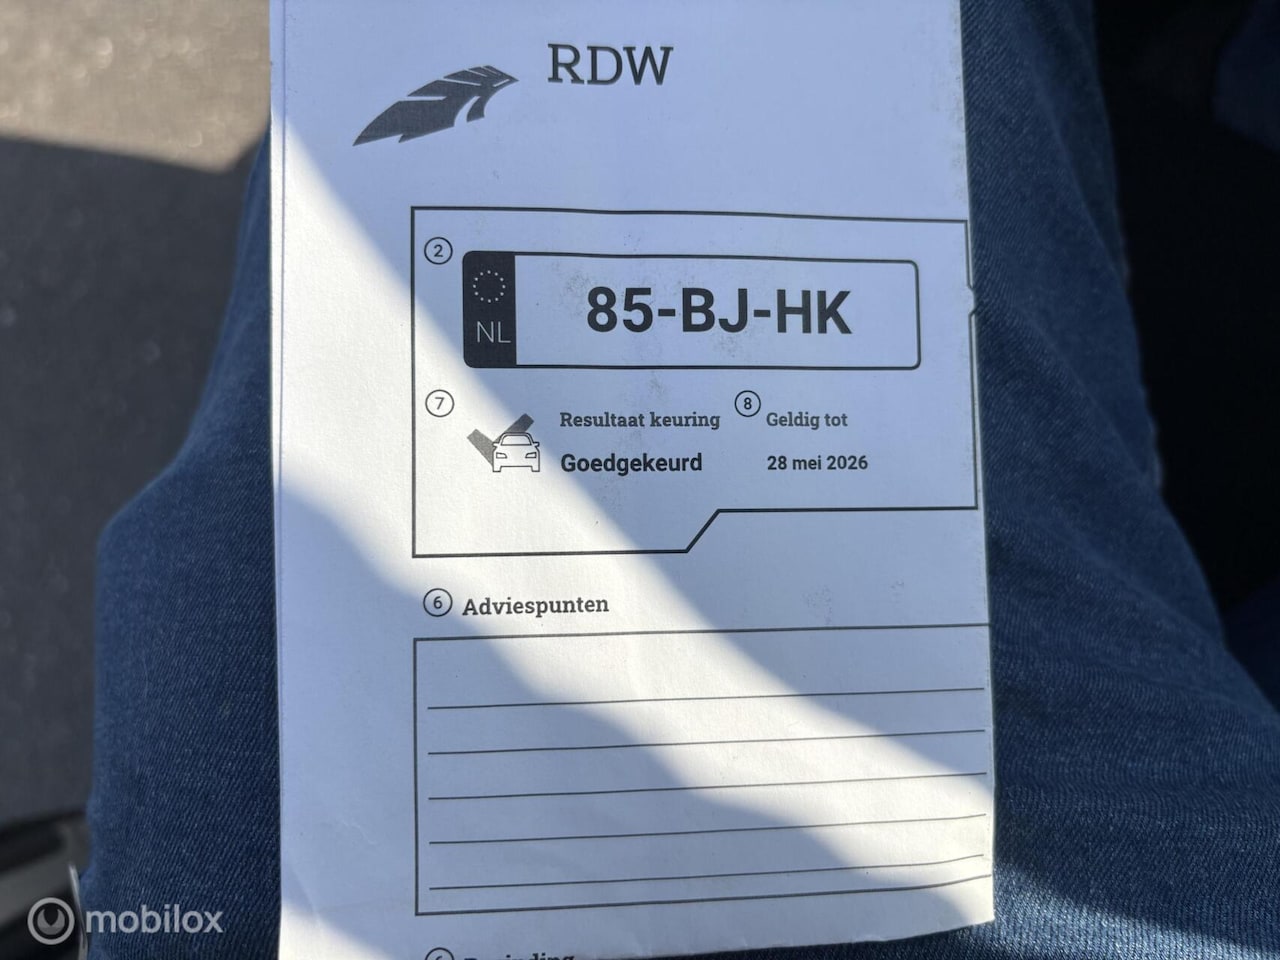 RDW
2
NL
85-BJ-HK
7
Resultaat keuring
8
Geldig tot
Goedgekeurd
28 mei 2026
6 Adviespunten
mobilox